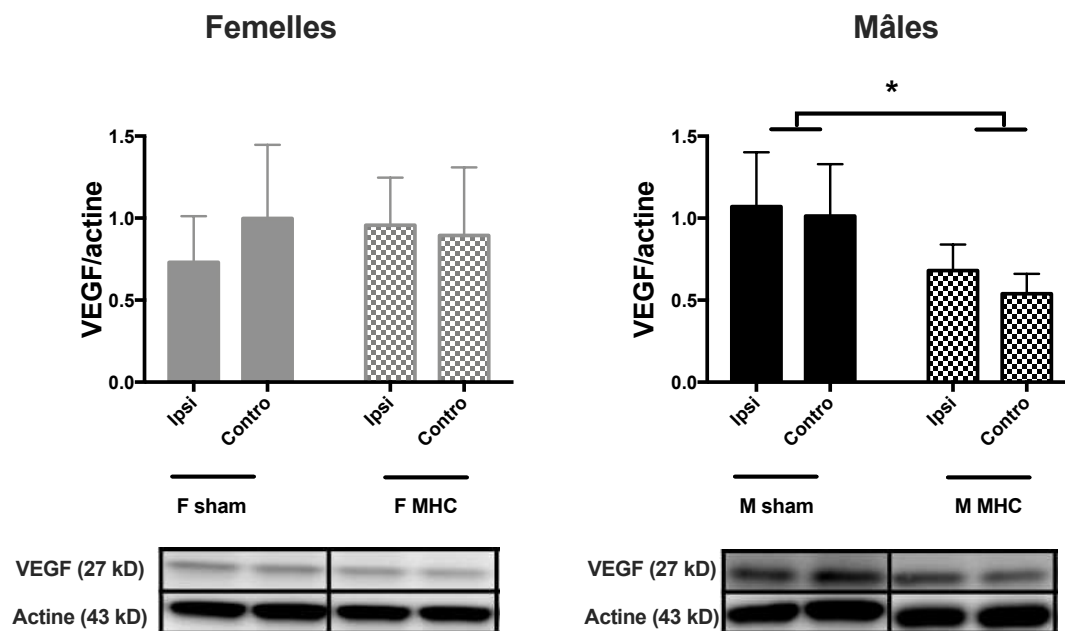 Femelles
VEGF/actine
1.5
1.0
0.5
0.0
Ipsi
Contro
Ipsi
Contro
F sham
F MHC
VEGF (27 kD)
Actine (43 kD)
Mâles
*
VEGF/actine
1.5
1.0
0.5
0.0
Ipsi
Contro
Ipsi
Contro
M sham
M MHC
VEGF (27 kD)
Actine (43 kD)